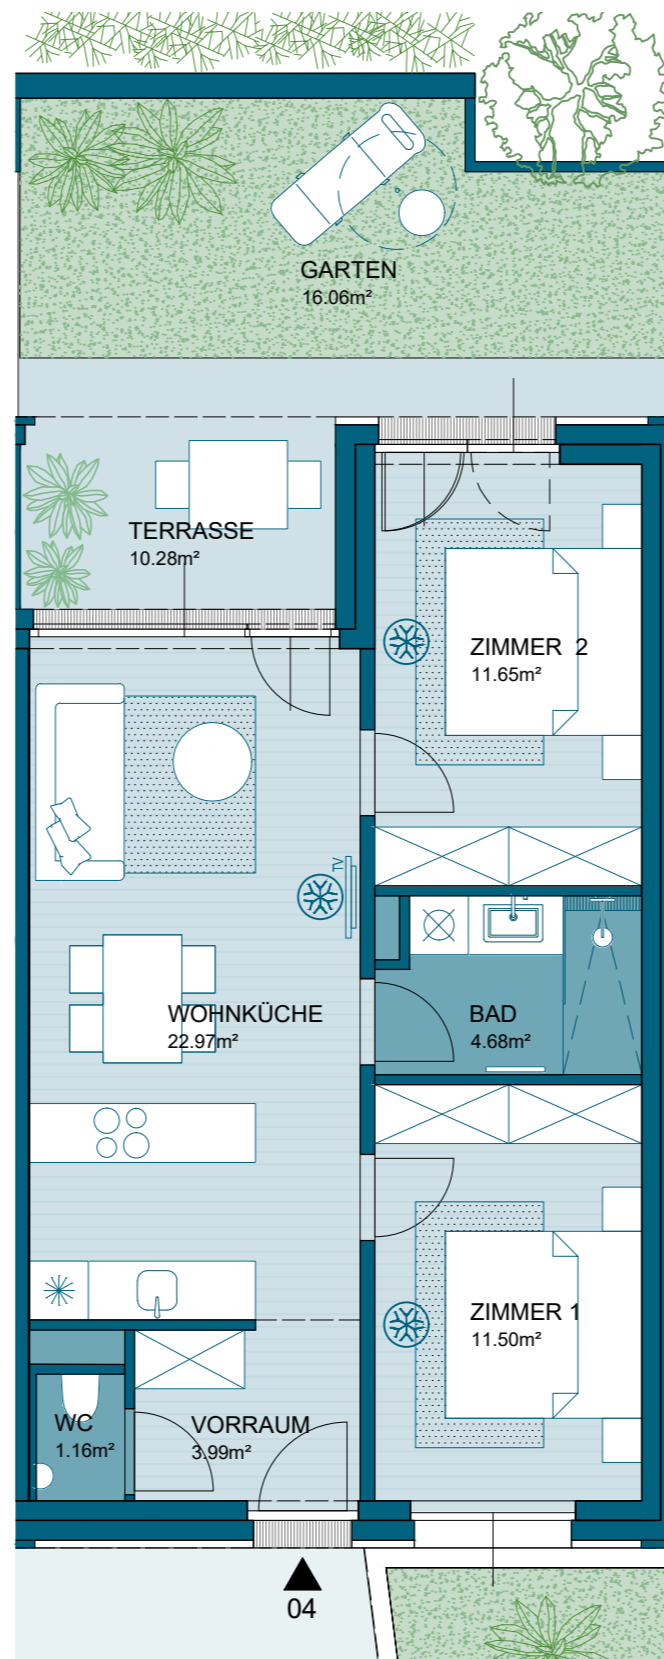 GARTEN
16.06m²
TERRASSE
10.28m²
ZIMMER 2
11.65m²
TV
WOHNKÜCHE
22.97m²
BAD
4.68m²
ZIMMER 1
11.50m²
WC
1.16m²
VORRAUM
3.99m²
04